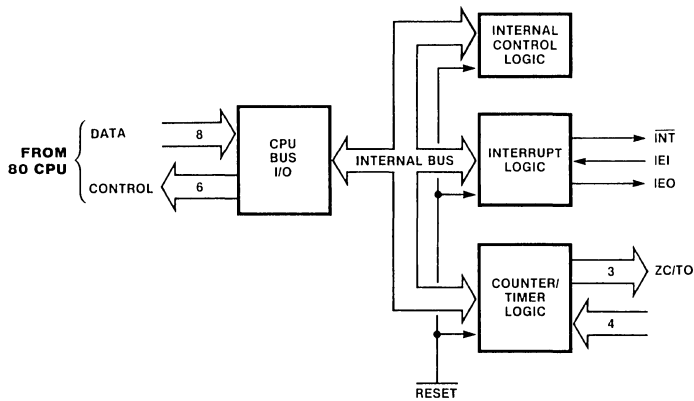 INTERNAL
CONTROL
LOGIC
DATA
8
CPU
BUS
I/O
FROM
80 CPU
CONTROL
6
INTERNAL BUS
INTERRUPT
LOGIC
INT
IEI
IEO
COUNTER/
TIMER
LOGIC
3
ZC/TO
4
RESET